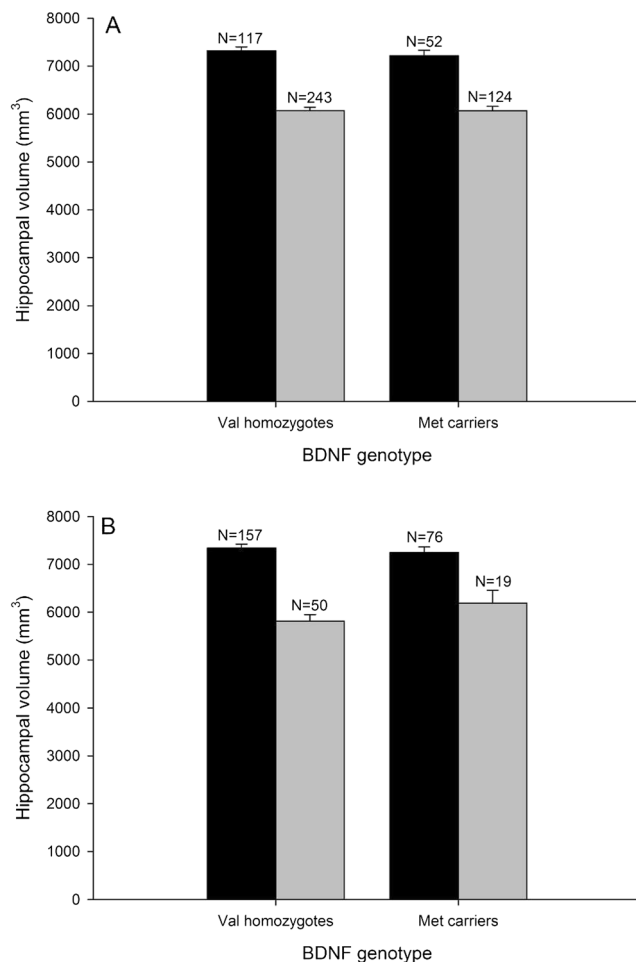 A
8000
7000
6000
5000
4000
3000
2000
1000
0
Hippocampal volume (mm³)
N=117
N=243
N=52
N=124
Val homozygotes
Met carriers
BDNF genotype
B
8000
7000
6000
5000
4000
3000
2000
1000
0
Hippocampal volume (mm³)
N=157
N=50
N=76
N=19
Val homozygotes
Met carriers
BDNF genotype